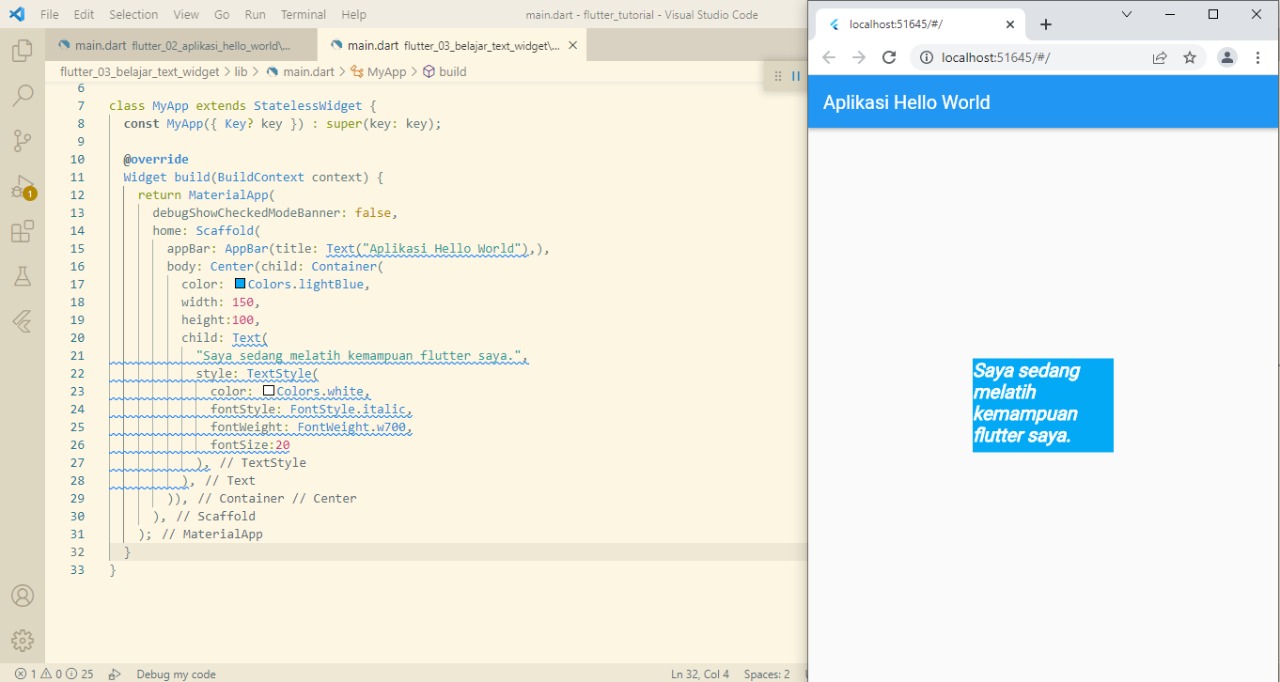 File Edit Selection View Go Run Terminal Help
main.dart - flutter_tutorial - Visual Studio Code
main.dart flutter_02_aplikasi_hello_world\...
main.dart flutter_03_belajar_text_widget\...
flutter_03_belajar_text_widget > lib > main.dart > MyApp > build
6
7 class MyApp extends StatelessWidget {
8 const MyApp({ Key? key }) : super(key: key);
9
10 @override
11 Widget build(BuildContext context) {
12 return MaterialApp(
13 debugShowCheckedModeBanner: false,
14 home: Scaffold(
15 appBar: AppBar(title: Text("Aplikasi Hello World"),),
16 body: Center(child: Container(
17 color: Colors.lightBlue,
18 width: 150,
19 height:100,
20 child: Text(
21 "Saya sedang melatih kemampuan flutter saya.",
22 style: TextStyle(
23 color: Colors.white,
24 fontStyle: FontStyle.italic,
25 fontWeight: FontWeight.w700,
26 fontSize:20
27 ), // TextStyle
28 ), // Text
29 )), // Container // Center
30 ), // Scaffold
31 ); // MaterialApp
32 }
33 }
1
1 0 25 Debug my code
Ln 32, Col 4 Spaces: 2
localhost:51645/#/
localhost:51645/#/
Aplikasi Hello World
Saya sedang
melatih
kemampuan
flutter saya.